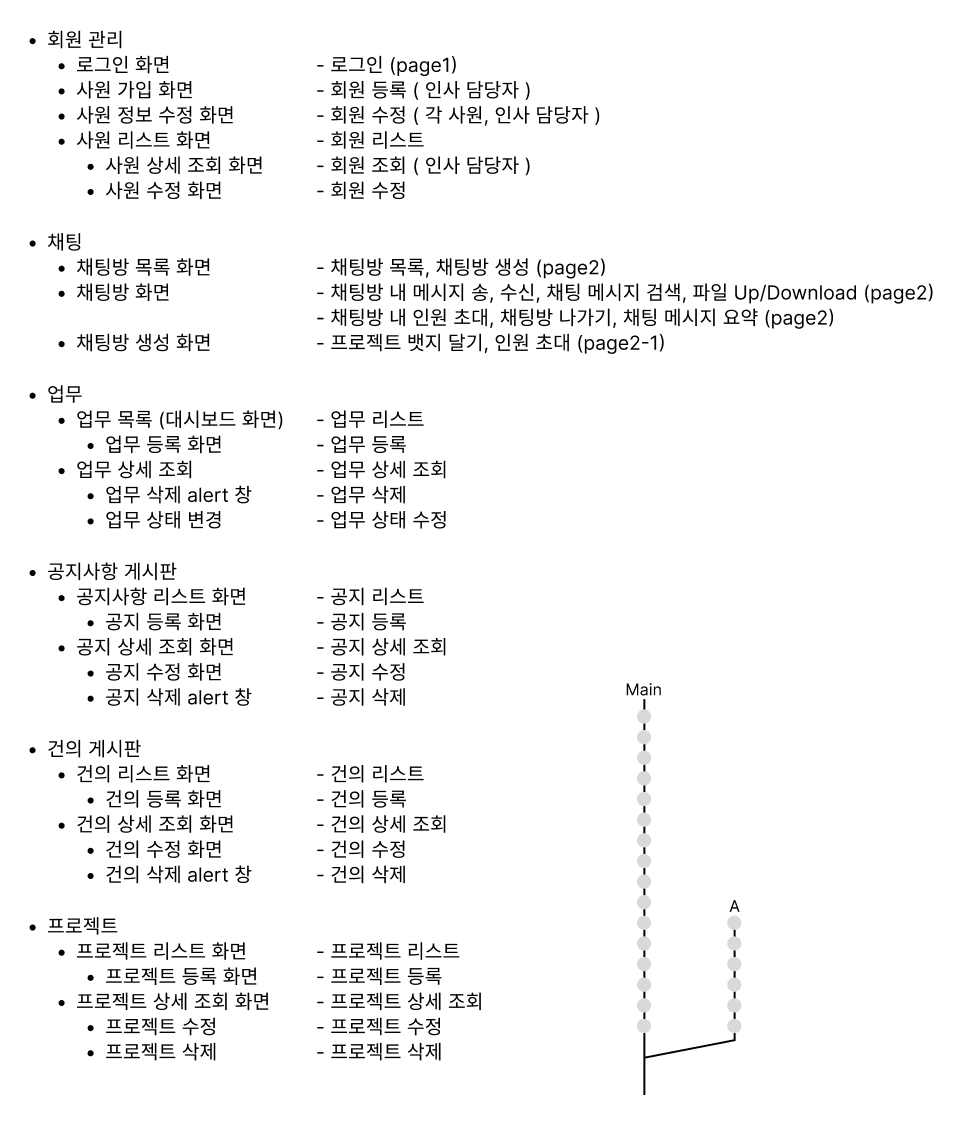 • 회원 관리
• 로그인 화면 - 로그인 (page1)
• 사원 가입 화면 - 회원 등록 ( 인사 담당자 )
• 사원 정보 수정 화면 - 회원 수정 ( 각 사원, 인사 담당자 )
• 사원 리스트 화면 - 회원 리스트
• 사원 상세 조회 화면 - 회원 조회 ( 인사 담당자 )
• 사원 수정 화면 - 회원 수정
• 채팅
• 채팅방 목록 화면 - 채팅방 목록, 채팅방 생성 (page2)
• 채팅방 화면 - 채팅방 내 메시지 송, 수신, 채팅 메시지 검색, 파일 Up/Download (page2)
- 채팅방 내 인원 초대, 채팅방 나가기, 채팅 메시지 요약 (page2)
• 채팅방 생성 화면 - 프로젝트 뱃지 달기, 인원 초대 (page2-1)
• 업무
• 업무 목록 (대시보드 화면) - 업무 리스트
• 업무 등록 화면 - 업무 등록
• 업무 상세 조회 - 업무 상세 조회
• 업무 삭제 alert 창 - 업무 삭제
• 업무 상태 변경 - 업무 상태 수정
• 공지사항 게시판
• 공지사항 리스트 화면 - 공지 리스트
• 공지 등록 화면 - 공지 등록
• 공지 상세 조회 화면 - 공지 상세 조회
• 공지 수정 화면 - 공지 수정
• 공지 삭제 alert 창 - 공지 삭제
• 건의 게시판
• 건의 리스트 화면 - 건의 리스트
• 건의 등록 화면 - 건의 등록
• 건의 상세 조회 화면 - 건의 상세 조회
• 건의 수정 화면 - 건의 수정
• 건의 삭제 alert 창 - 건의 삭제
• 프로젝트
• 프로젝트 리스트 화면 - 프로젝트 리스트
• 프로젝트 등록 화면 - 프로젝트 등록
• 프로젝트 상세 조회 화면 - 프로젝트 상세 조회
• 프로젝트 수정 - 프로젝트 수정
• 프로젝트 삭제 - 프로젝트 삭제
Main
A